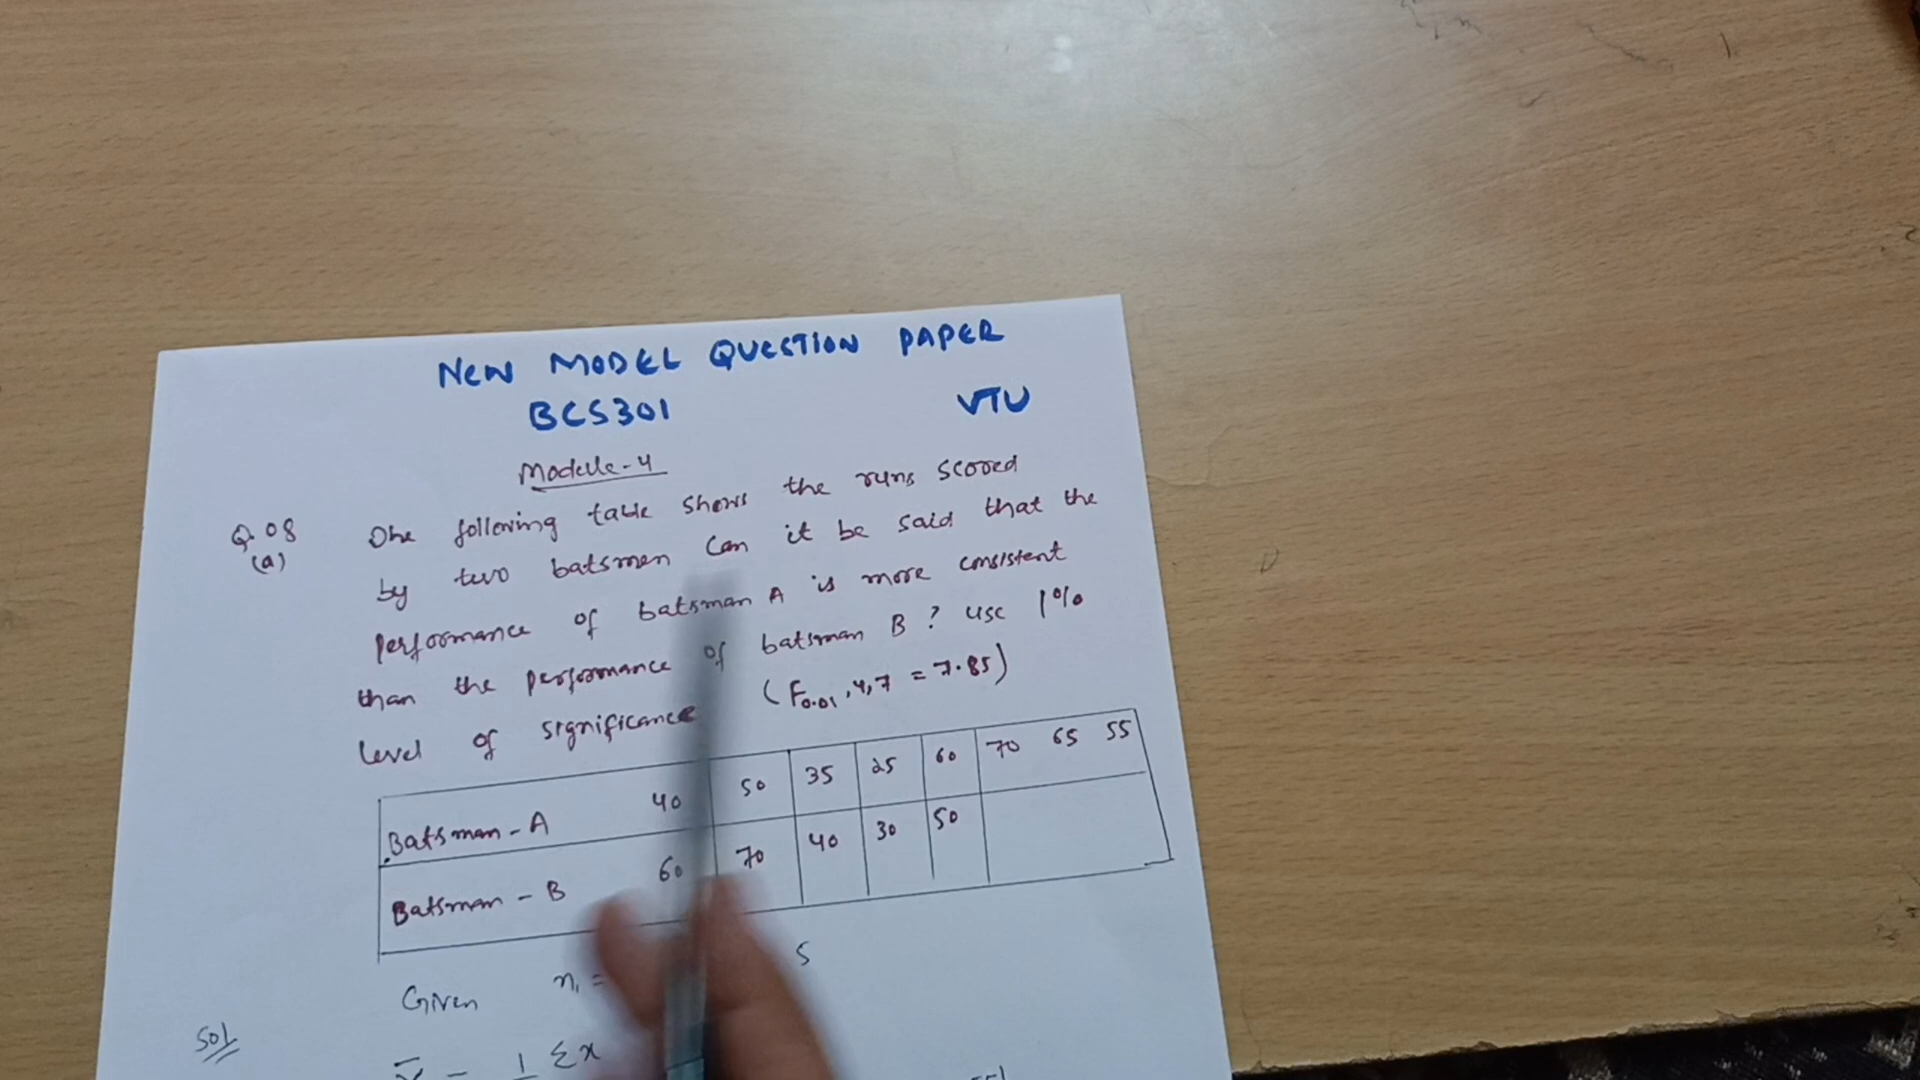 NEW MODEL QUESTION PAPER
BCS301 VTU
Module-4
Q.08 The following table shows the runs scored
(a) by two batsmen can it be said that the
performance of batsman A is more consistent
than the performance of batsman B? use 1%
level of significance (F0.01,4,7 = 7.85)
Batsman-A 40 50 35 25 60 70 65 55
Batsman-B 60 70 40 30 50
Given n1 = 5
Sol
1 Σx